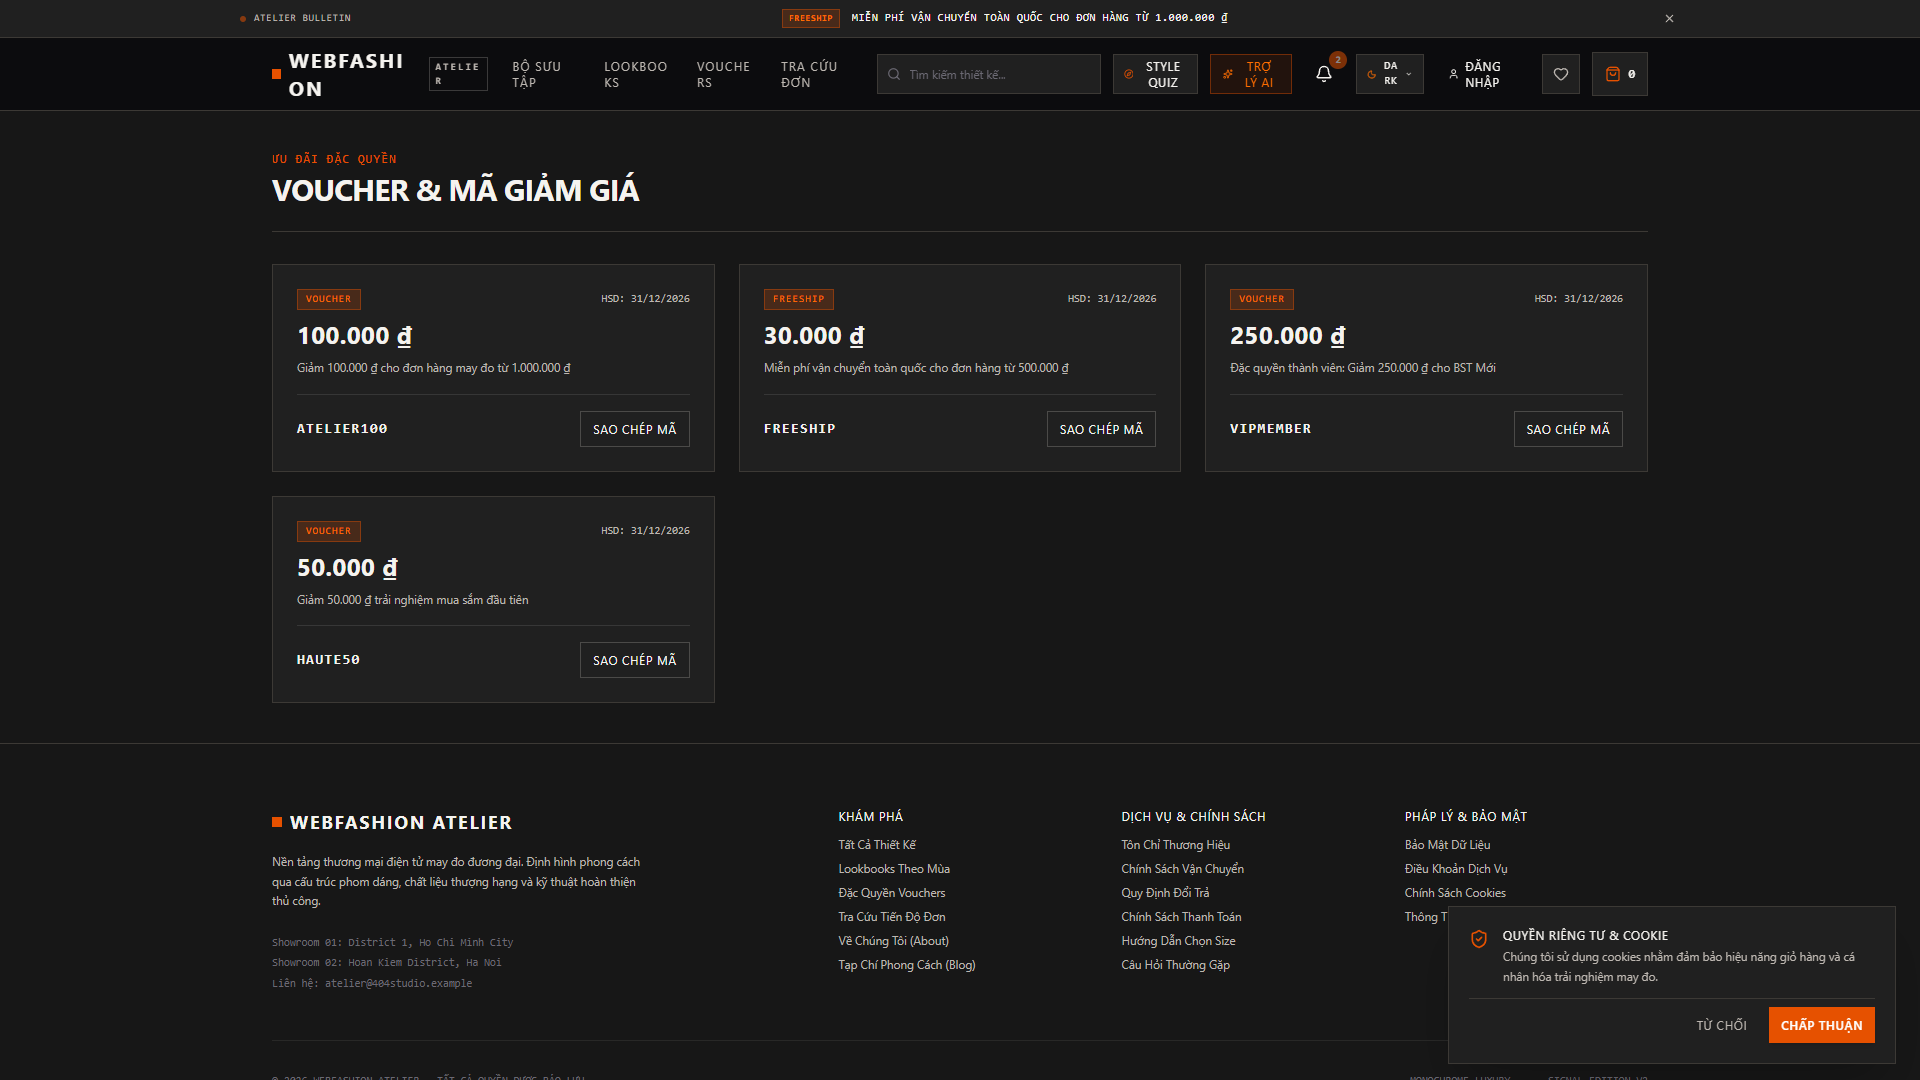 ATELIER BULLETIN
FREESHIP MIỄN PHÍ VẬN CHUYỂN TOÀN QUỐC CHO ĐƠN HÀNG TỪ 1.000.000 ₫
WEBFASHI
ON
ATELIE
R
BỘ SƯU
TẬP
LOOKBOO
KS
VOUCHE
RS
TRA CỨU
ĐƠN
Tìm kiếm thiết kế...
STYLE
QUIZ
TRỢ
LÝ AI
2
DA
RK
ĐĂNG
NHẬP
0
ƯU ĐÃI ĐẶC QUYỀN
VOUCHER & MÃ GIẢM GIÁ
VOUCHER HSD: 31/12/2026
100.000 ₫
Giảm 100.000 ₫ cho đơn hàng may đo từ 1.000.000 ₫
ATELIER100 SAO CHÉP MÃ
FREESHIP HSD: 31/12/2026
30.000 ₫
Miễn phí vận chuyển toàn quốc cho đơn hàng từ 500.000 ₫
FREESHIP SAO CHÉP MÃ
VOUCHER HSD: 31/12/2026
250.000 ₫
Đặc quyền thành viên: Giảm 250.000 ₫ cho BST Mới
VIPMEMBER SAO CHÉP MÃ
VOUCHER HSD: 31/12/2026
50.000 ₫
Giảm 50.000 ₫ trải nghiệm mua sắm đầu tiên
HAUTE50 SAO CHÉP MÃ
WEBFASHION ATELIER
Nền tảng thương mại điện tử may đo đương đại. Định hình phong cách
qua cấu trúc phom dáng, chất liệu thượng hạng và kỹ thuật hoàn thiện
thủ công.
Showroom 01: District 1, Ho Chi Minh City
Showroom 02: Hoan Kiem District, Ha Noi
Liên hệ: atelier@404studio.example
KHÁM PHÁ
Tất Cả Thiết Kế
Lookbooks Theo Mùa
Đặc Quyền Vouchers
Tra Cứu Tiến Độ Đơn
Về Chúng Tôi (About)
Tạp Chí Phong Cách (Blog)
DỊCH VỤ & CHÍNH SÁCH
Tôn Chỉ Thương Hiệu
Chính Sách Vận Chuyển
Quy Định Đổi Trả
Chính Sách Thanh Toán
Hướng Dẫn Chọn Size
Câu Hỏi Thường Gặp
PHÁP LÝ & BẢO MẬT
Bảo Mật Dữ Liệu
Điều Khoản Dịch Vụ
Chính Sách Cookies
Thông T
QUYỀN RIÊNG TƯ & COOKIE
Chúng tôi sử dụng cookies nhằm đảm bảo hiệu năng giỏ hàng và cá
nhân hóa trải nghiệm may đo.
TỪ CHỐI CHẤP THUẬN